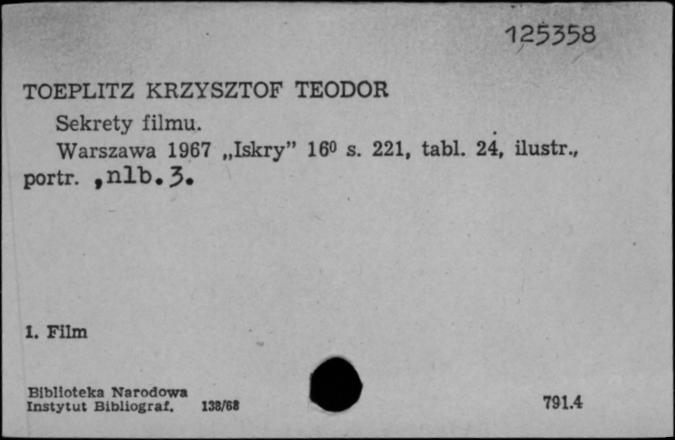 125358
TOEPLITZ KRZYSZTOF TEODOR
Sekrety filmu.
Warszawa 1967 „Iskry” 16⁰ s. 221, tabl. 24, ilustr.,
portr. , nlb. 3.
1. Film
Biblioteka Narodowa
Instytut Bibliograf. 138/68
791.4